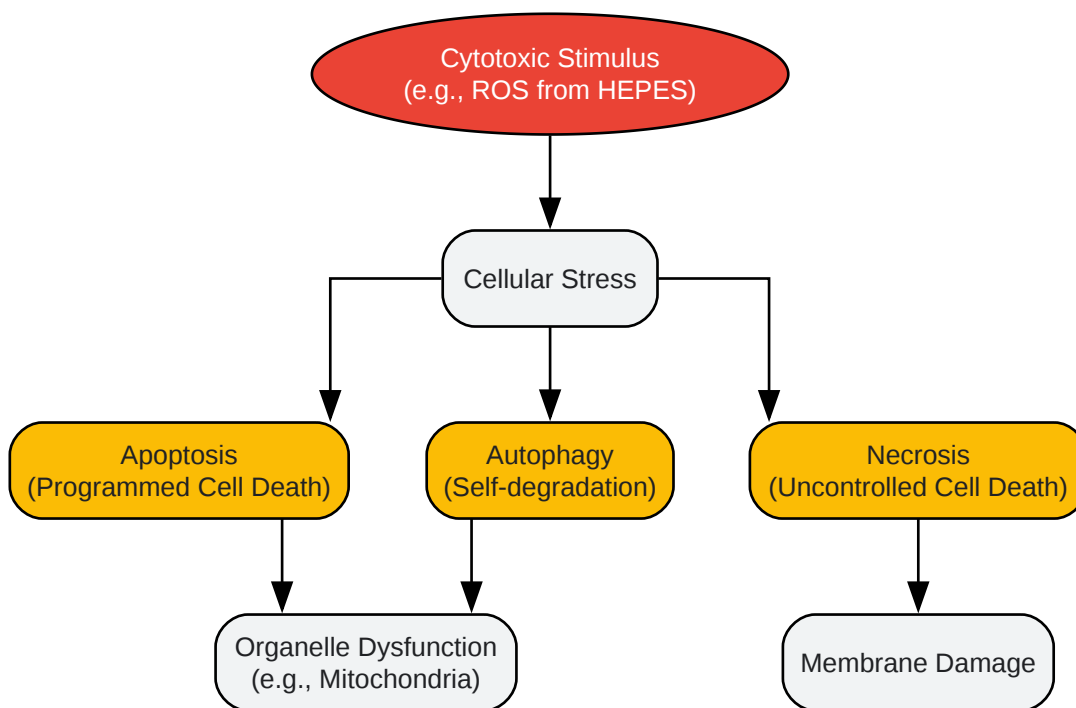 Cytotoxic Stimulus
(e.g., ROS from HEPES)
Cellular Stress
Apoptosis
(Programmed Cell Death)
Autophagy
(Self-degradation)
Necrosis
(Uncontrolled Cell Death)
Organelle Dysfunction
(e.g., Mitochondria)
Membrane Damage